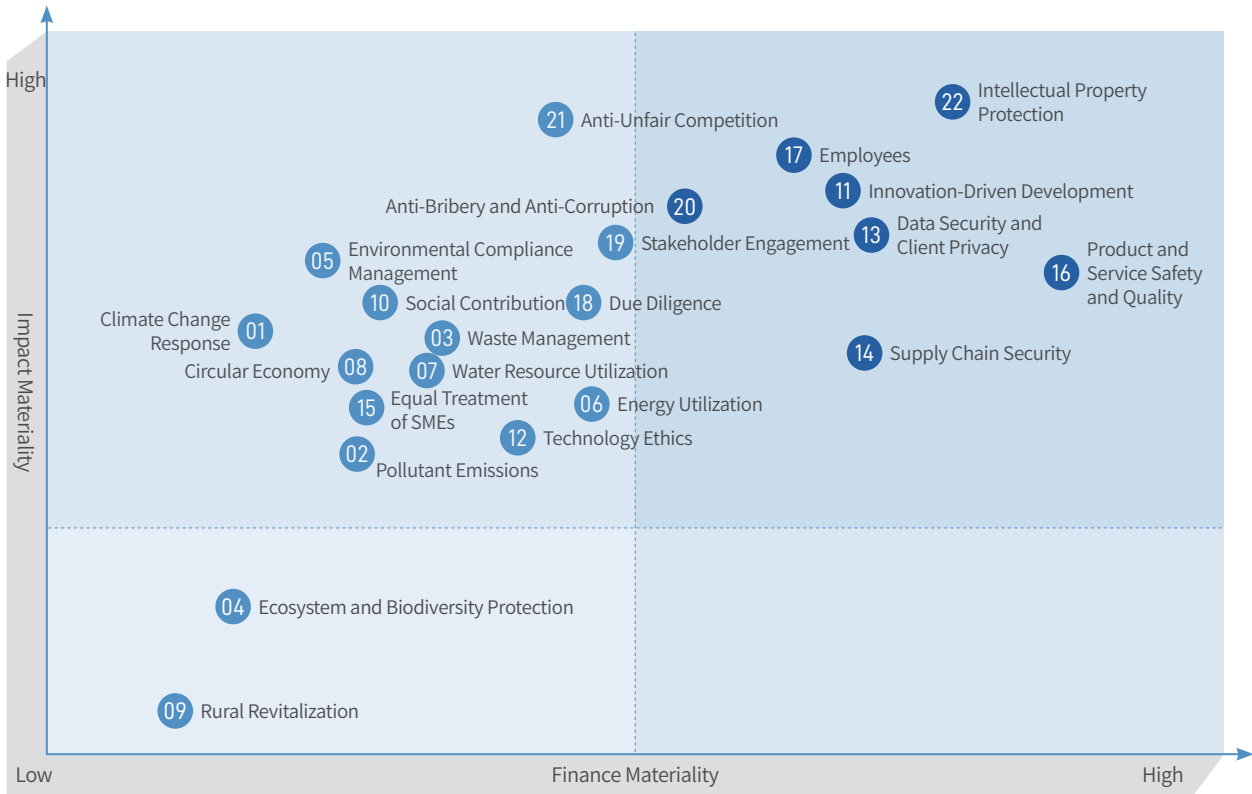 High
22
Intellectual Property
Protection
21
Anti-Unfair Competition
17
Employees
11
Innovation-Driven Development
Anti-Bribery and Anti-Corruption
20
19
Stakeholder Engagement
13
Data Security and
Client Privacy
05
Environmental Compliance
Management
16
Product and
Service Safety
and Quality
10
Social Contribution
18
Due Diligence
Climate Change
Response
01
03
Waste Management
14
Supply Chain Security
Circular Economy
08
07
Water Resource Utilization
15
Equal Treatment
of SMEs
06
Energy Utilization
12
Technology Ethics
02
Pollutant Emissions
Impact Materiality
04
Ecosystem and Biodiversity Protection
09
Rural Revitalization
Low
Finance Materiality
High